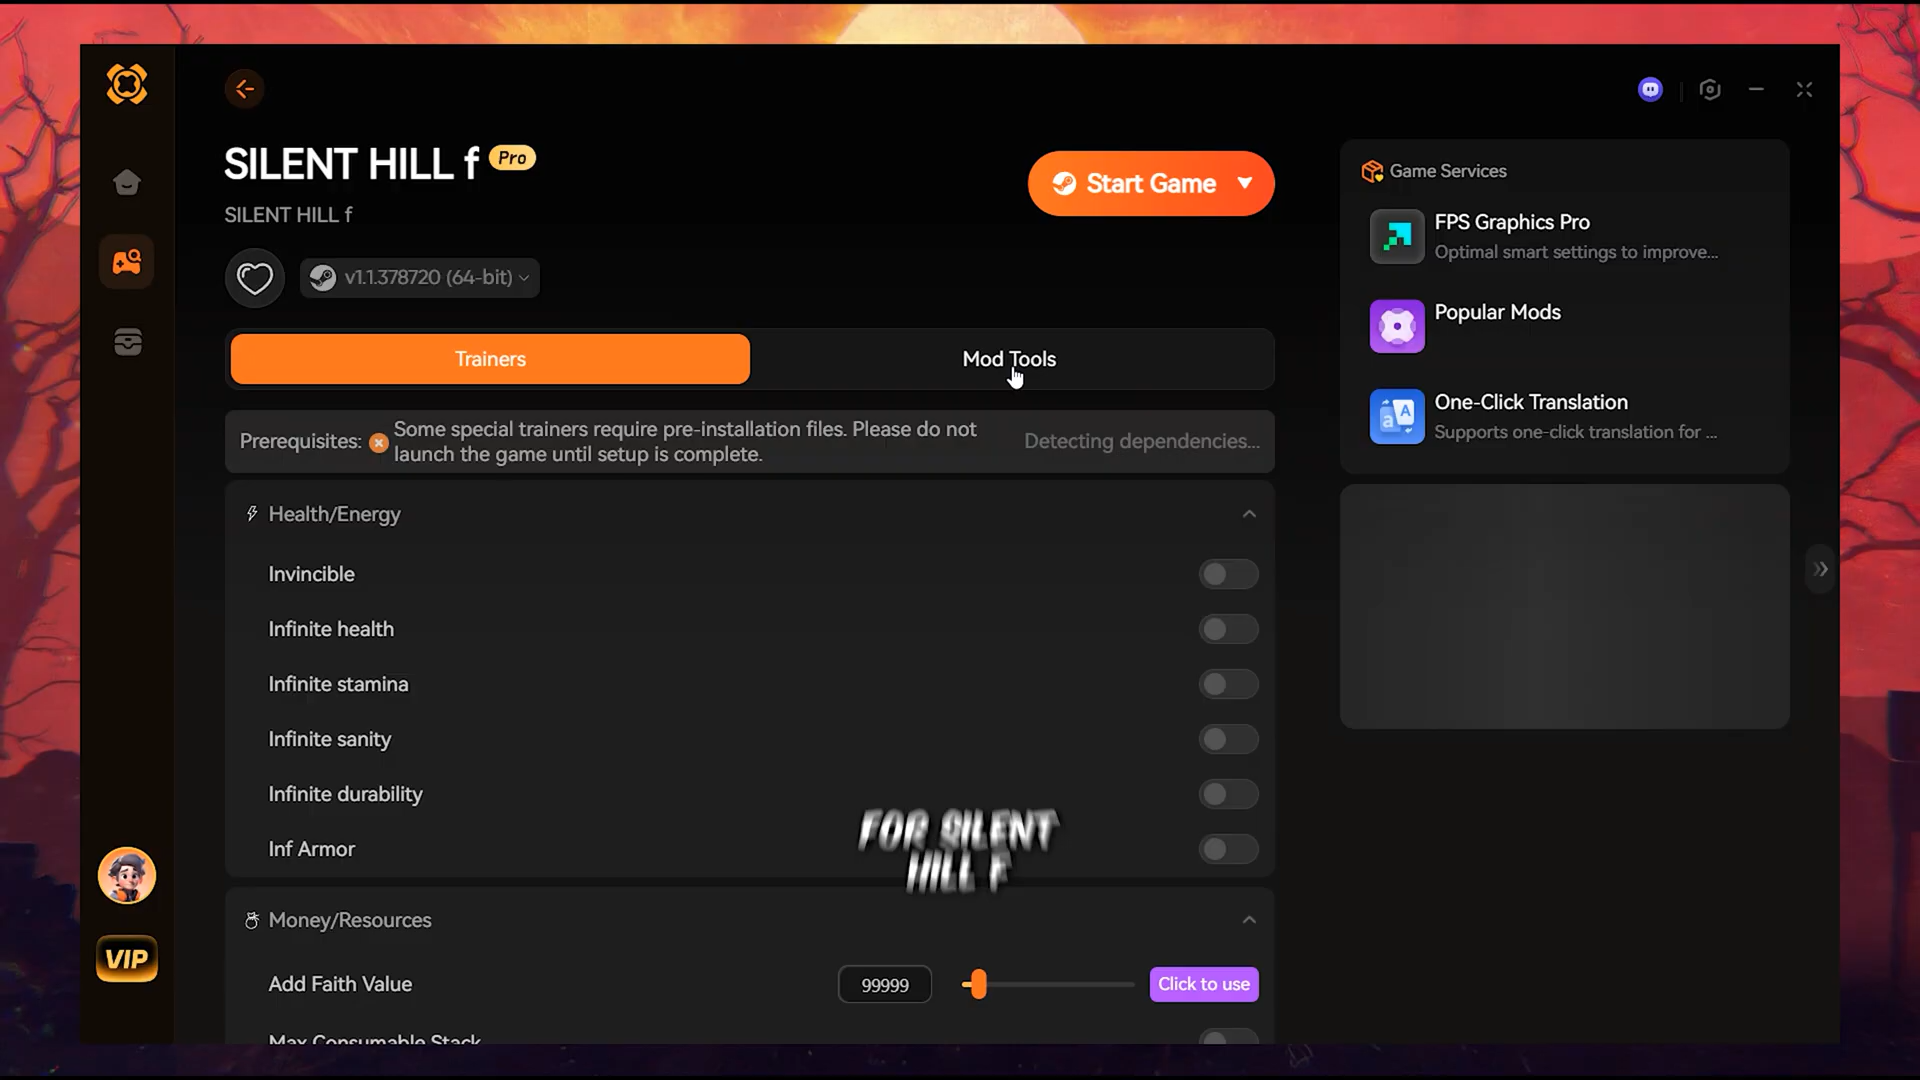 SILENT HILL f Pro
SILENT HILL f
Start Game
v1.1.378720 (64-bit)
Trainers
Mod Tools
Prerequisites:
Some special trainers require pre-installation files. Please do not
launch the game until setup is complete.
Detecting dependencies...
Health/Energy
Invincible
Infinite health
Infinite stamina
Infinite sanity
Infinite durability
Inf Armor
FOR SILENT
HILL F
Money/Resources
Add Faith Value
99999
Click to use
Max Consumable Stack
Game Services
FPS Graphics Pro
Optimal smart settings to improve...
Popular Mods
One-Click Translation
Supports one-click translation for ...
VIP